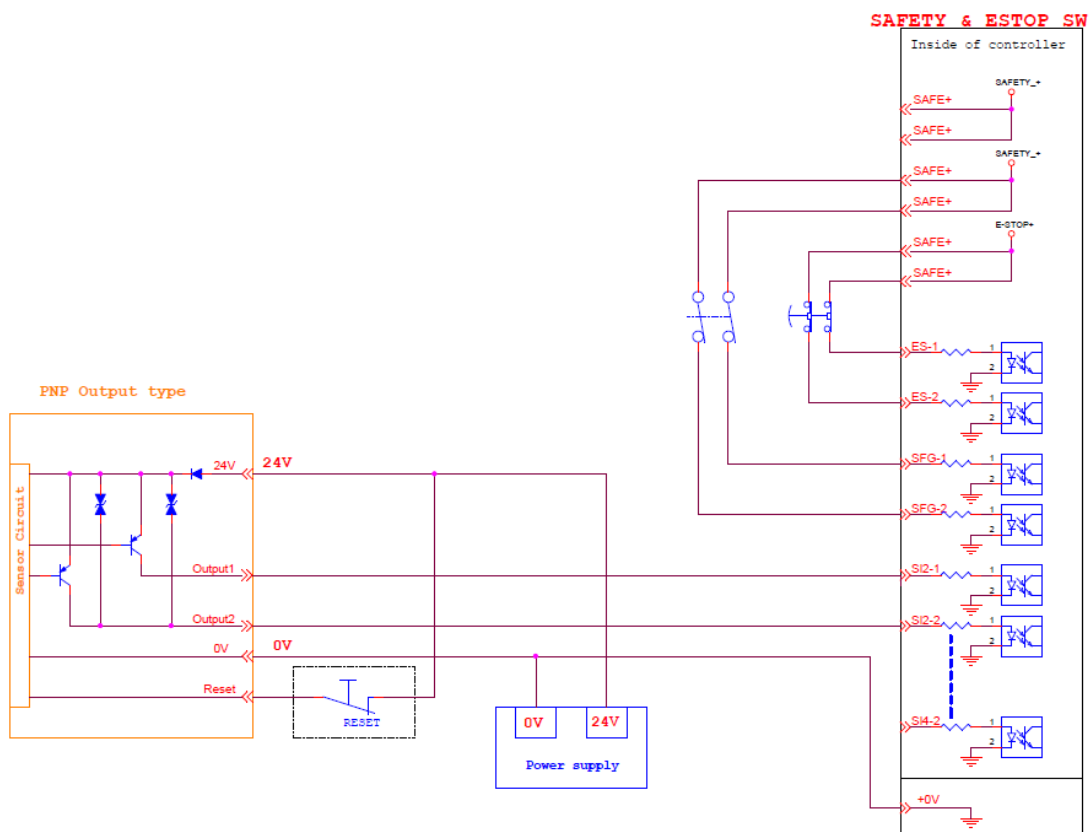 SAFETY & ESTOP SW
Inside of controller
SAFETY_+
SAFE+
SAFE+
SAFETY_+
SAFE+
SAFE+
E-STOP+
SAFE+
SAFE+
ES-1
1
2
ES-2
1
2
SFG-1
1
2
SFG-2
1
2
SI2-1
1
2
SI2-2
1
2
SI4-2
1
2
+0V
PNP Output type
Sensor Circuit
24V
24V
Output1
Output2
0V
0V
Reset
RESET
0V
24V
Power supply